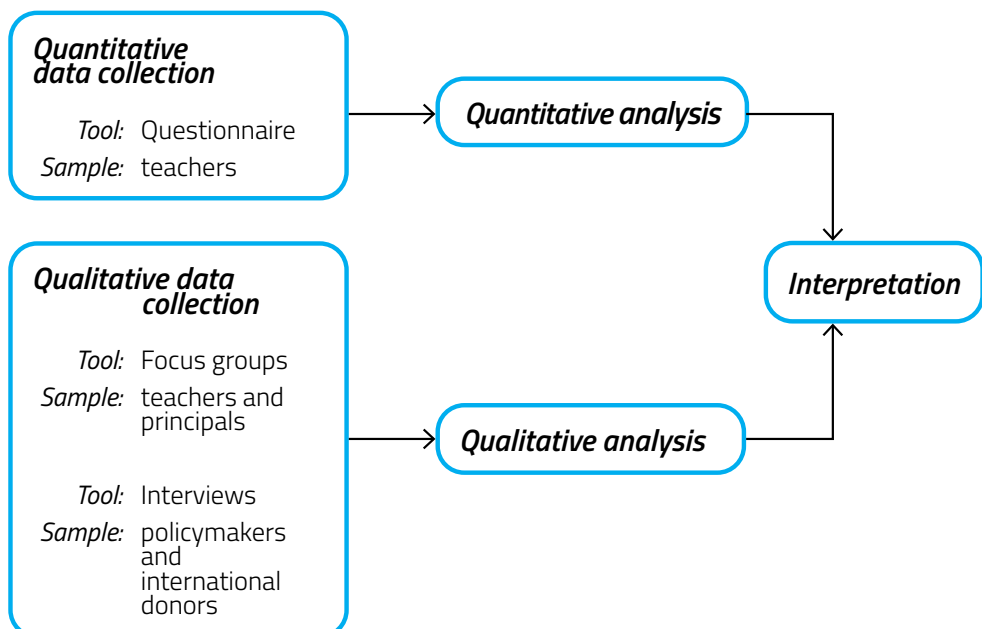 Quantitative
data collection
Tool: Questionnaire
Sample: teachers
Quantitative analysis
Interpretation
Qualitative data
collection
Tool: Focus groups
Sample: teachers and
principals
Tool: Interviews
Sample: policymakers
and
international
donors
Qualitative analysis